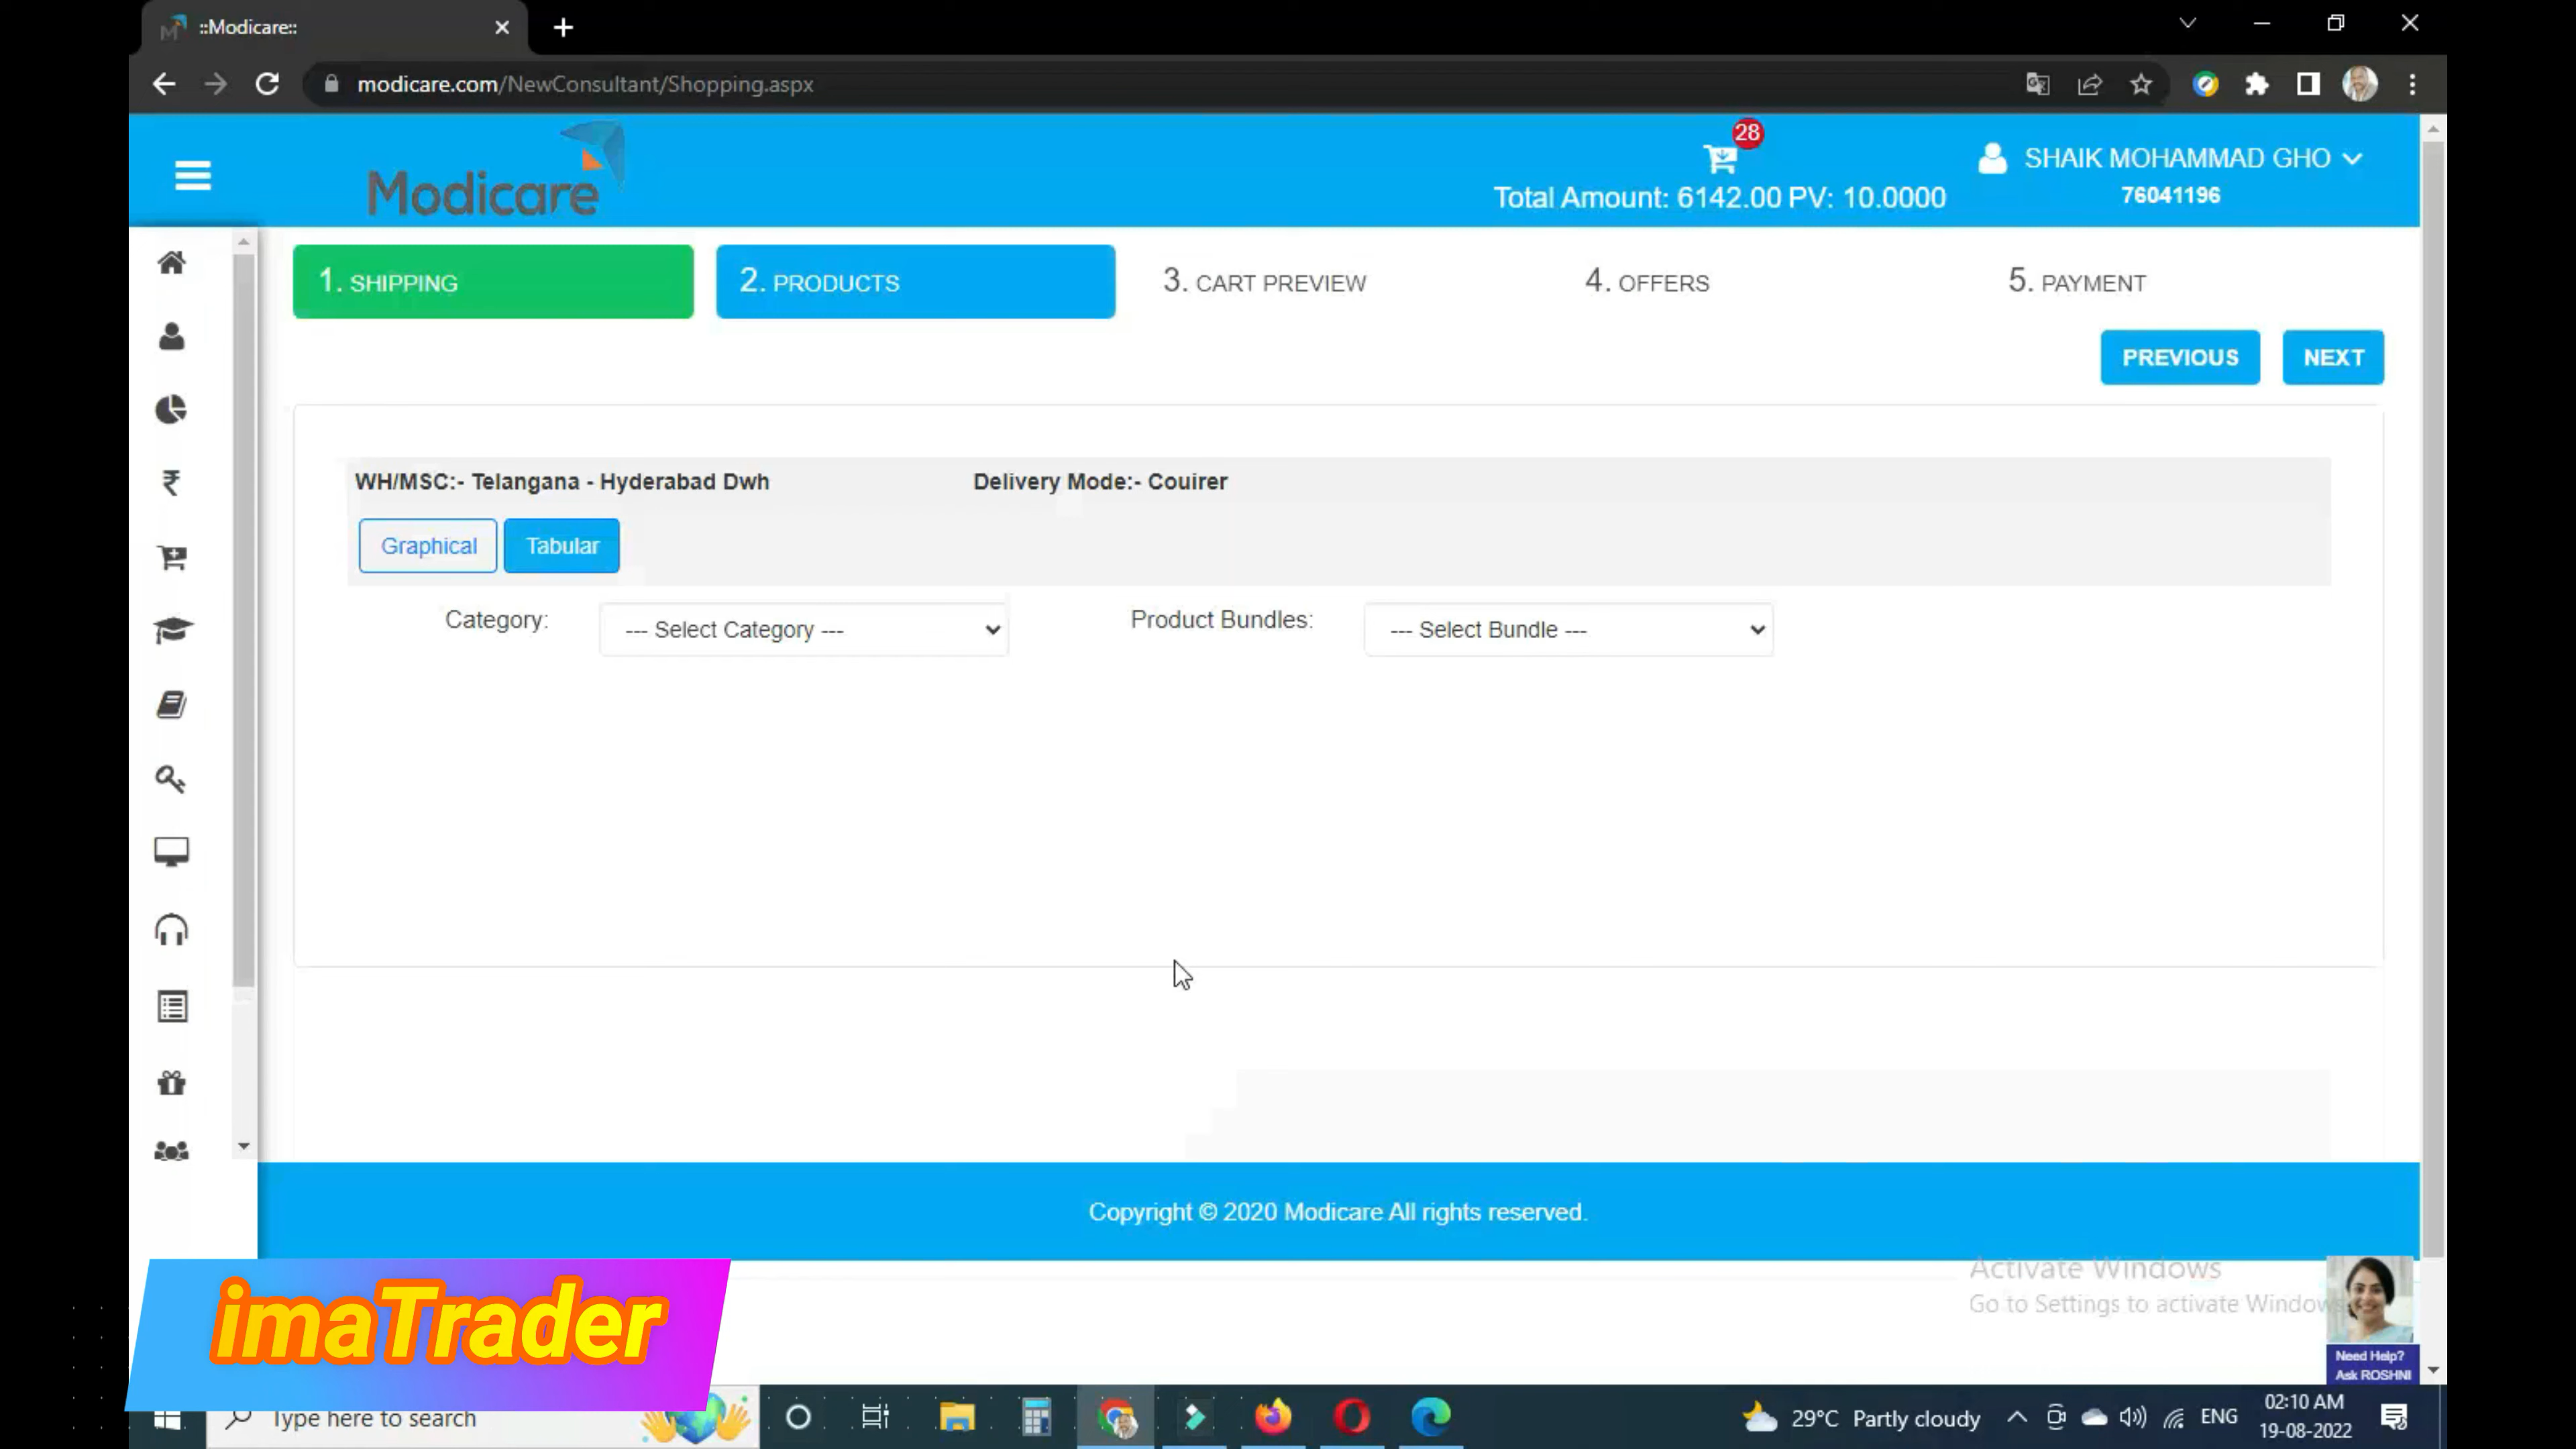 ::Modicare::
modicare.com/NewConsultant/Shopping.aspx
Modicare
28
Total Amount: 6142.00 PV: 10.0000
SHAIK MOHAMMAD GHO
76041196
1. SHIPPING
2. PRODUCTS
3. CART PREVIEW
4. OFFERS
5. PAYMENT
PREVIOUS
NEXT
WH/MSC:- Telangana - Hyderabad Dwh
Delivery Mode:- Couirer
Graphical
Tabular
Category:
--- Select Category ---
Product Bundles:
--- Select Bundle ---
Copyright © 2020 Modicare All rights reserved.
Activate Windows
Go to Settings to activate Windows
Need Help?
Ask ROSHNI
imaTrader
Type here to search
29°C Partly cloudy
ENG
02:10 AM
19-08-2022